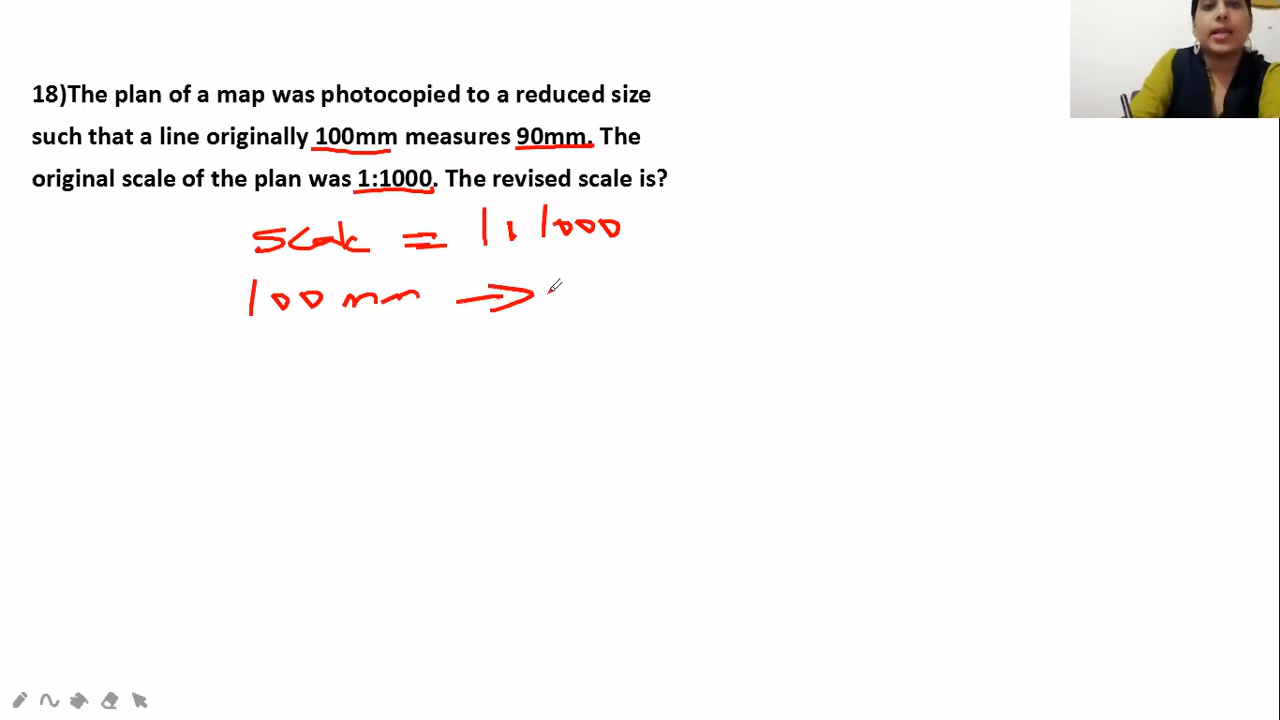 18)The plan of a map was photocopied to a reduced size
such that a line originally 100mm measures 90mm. The
original scale of the plan was 1:1000. The revised scale is?
scale = 1:1000
100 mm →